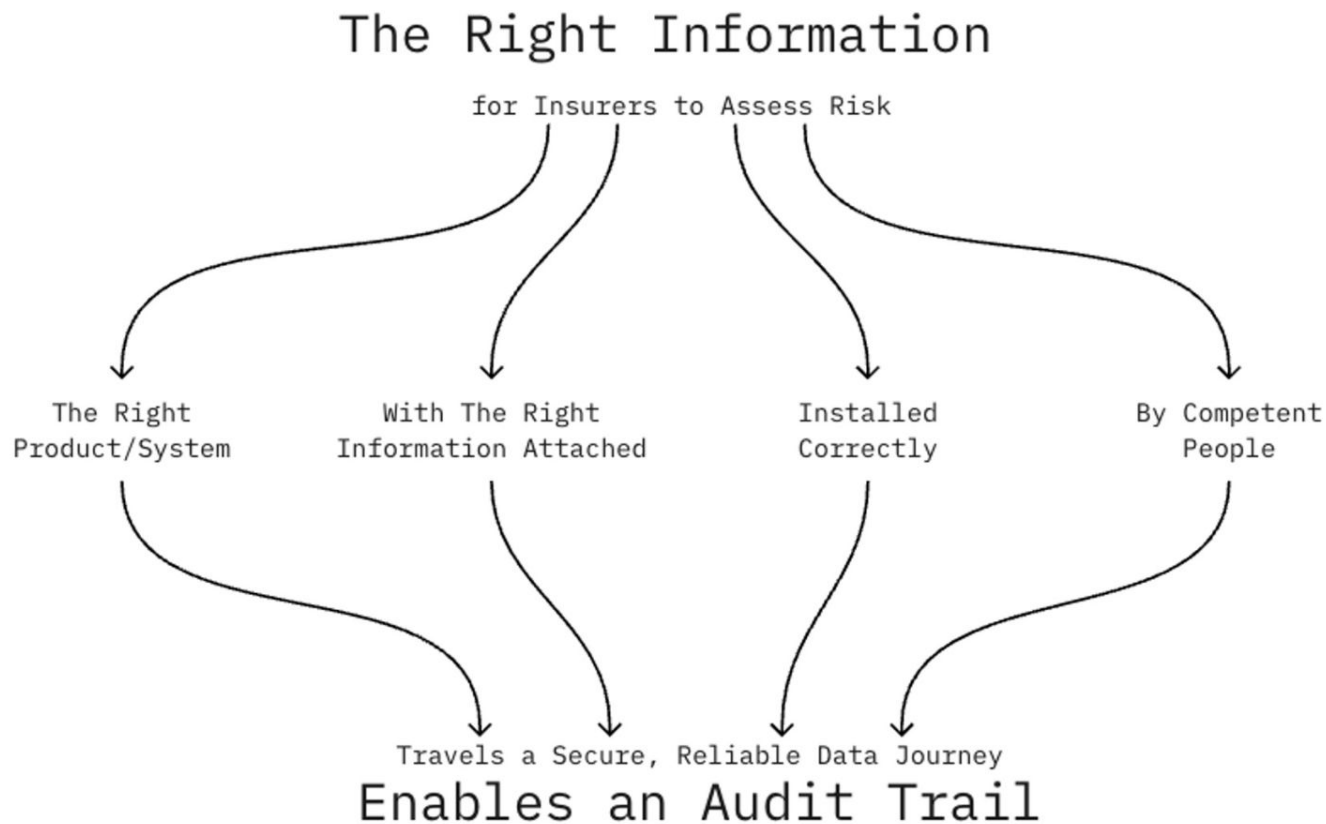 The Right Information
for Insurers to Assess Risk
The Right
Product/System
With The Right
Information Attached
Installed
Correctly
By Competent
People
Travels a Secure, Reliable Data Journey
Enables an Audit Trail